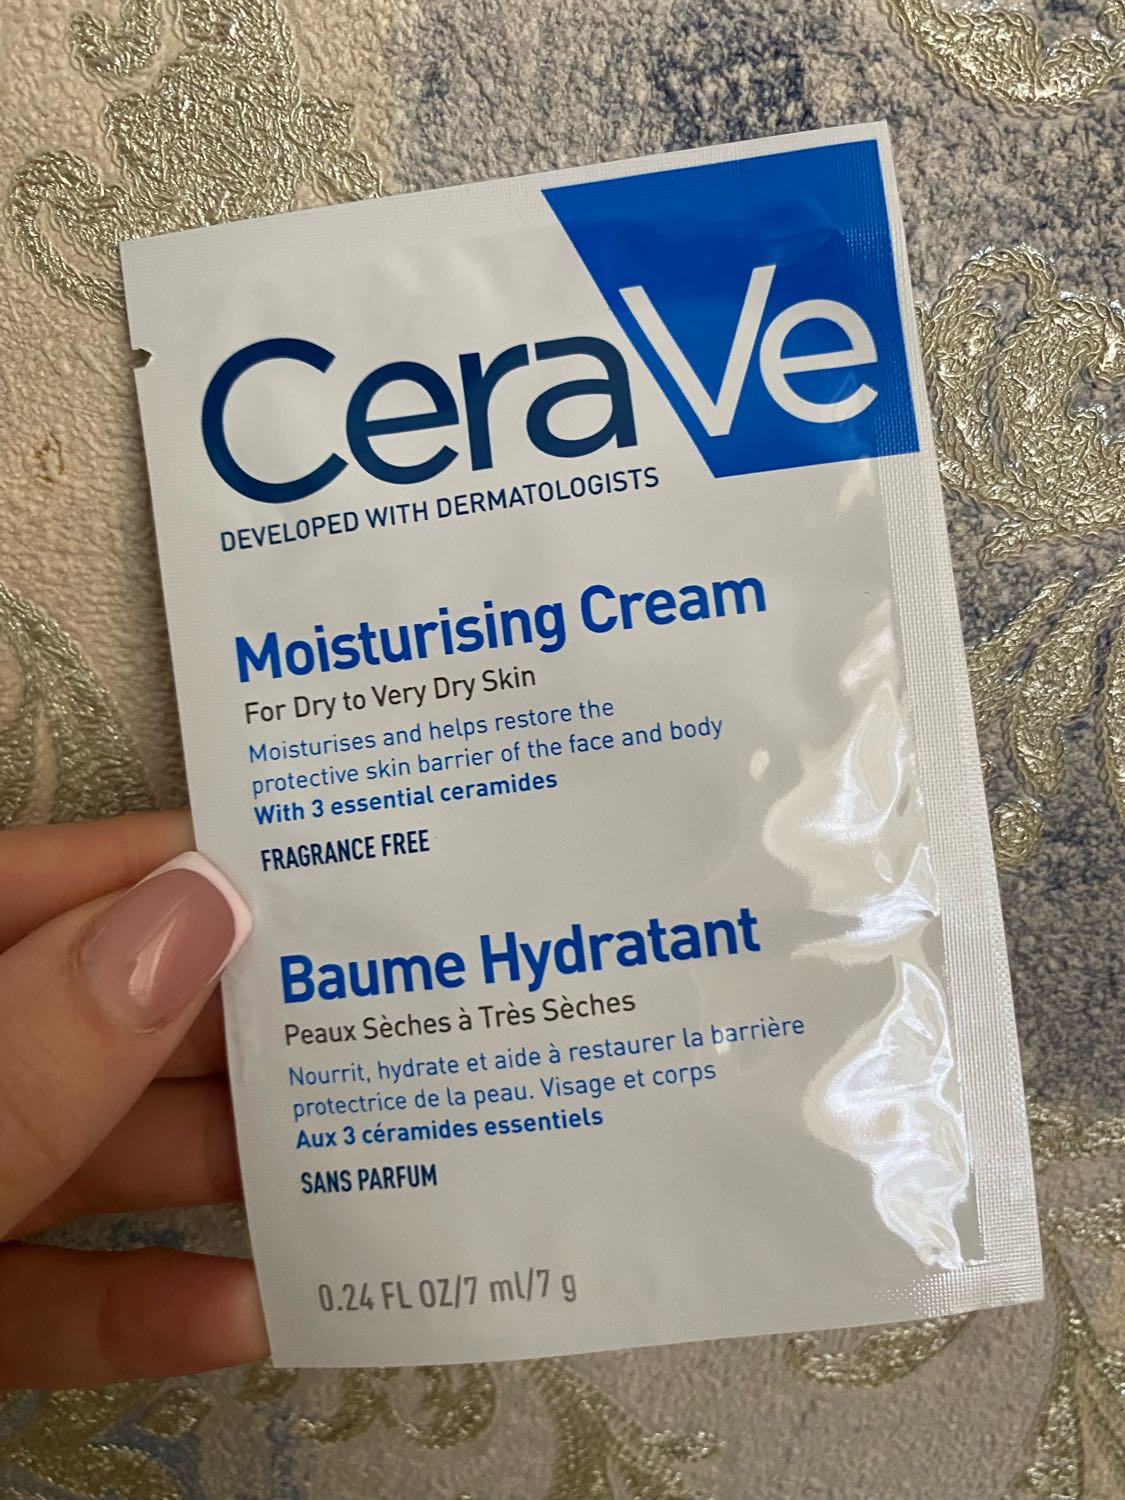 CeraVe
DEVELOPED WITH DERMATOLOGISTS
Moisturising Cream
For Dry to Very Dry Skin
Moisturises and helps restore the
protective skin barrier of the face and body
With 3 essential ceramides
FRAGRANCE FREE
Baume Hydratant
Peaux Sèches à Très Sèches
Nourrit, hydrate et aide à restaurer la barrière
protectrice de la peau. Visage et corps
Aux 3 céramides essentiels
SANS PARFUM
0.24 FL OZ/7 ml/7 g